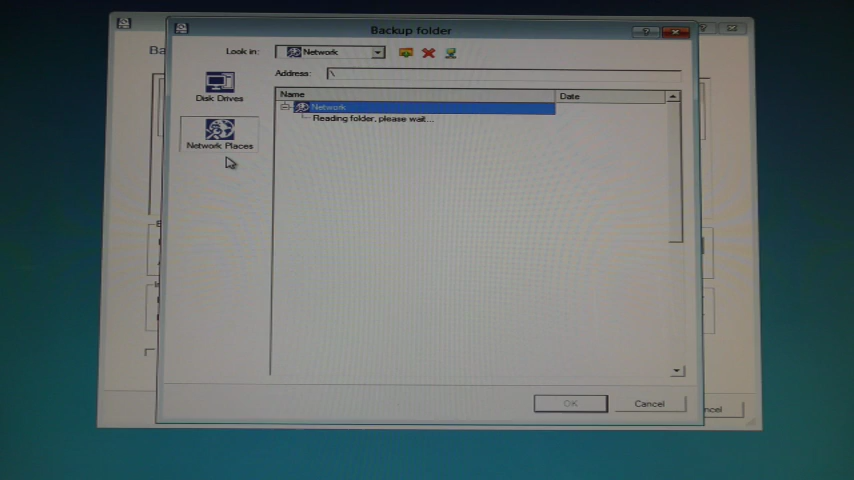 Backup folder
Ba
Look in:
Network
Address:
\
Disk Drives
Network Places
Name
Date
Network
Reading folder, please wait...
OK
Cancel
ncel